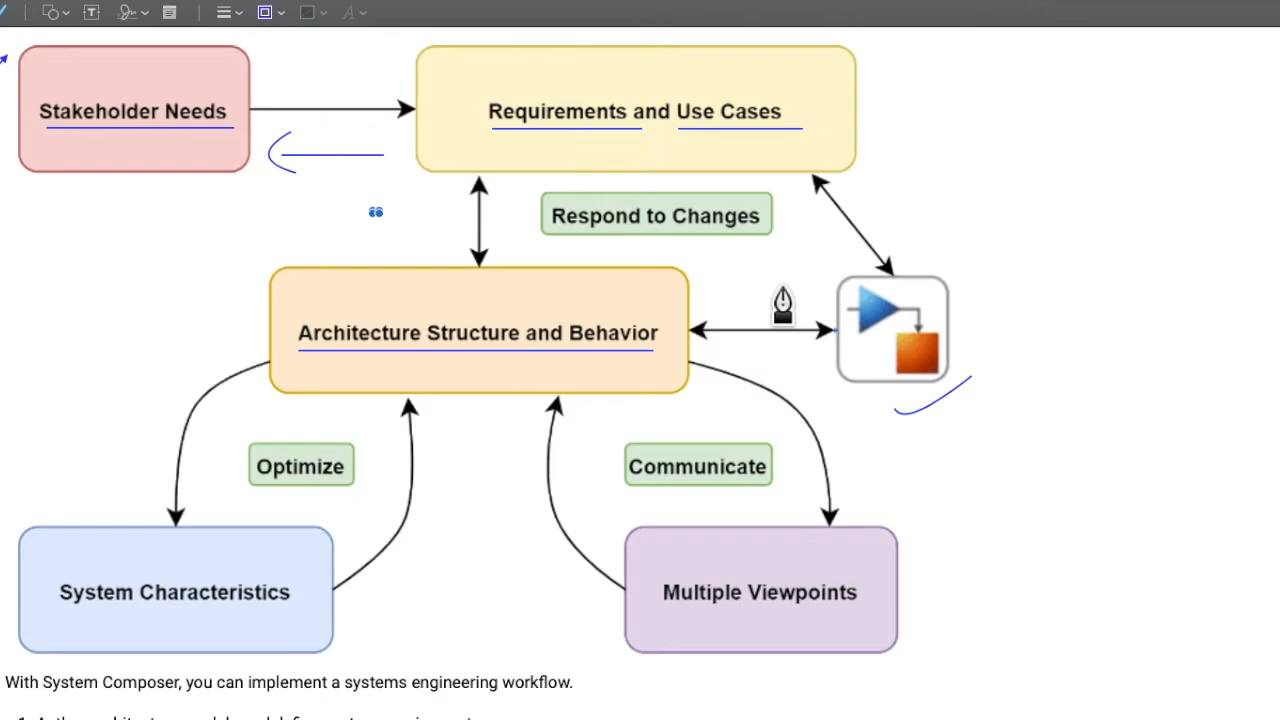 Stakeholder Needs
Requirements and Use Cases
Respond to Changes
Architecture Structure and Behavior
Optimize
Communicate
System Characteristics
Multiple Viewpoints
With System Composer, you can implement a systems engineering workflow.